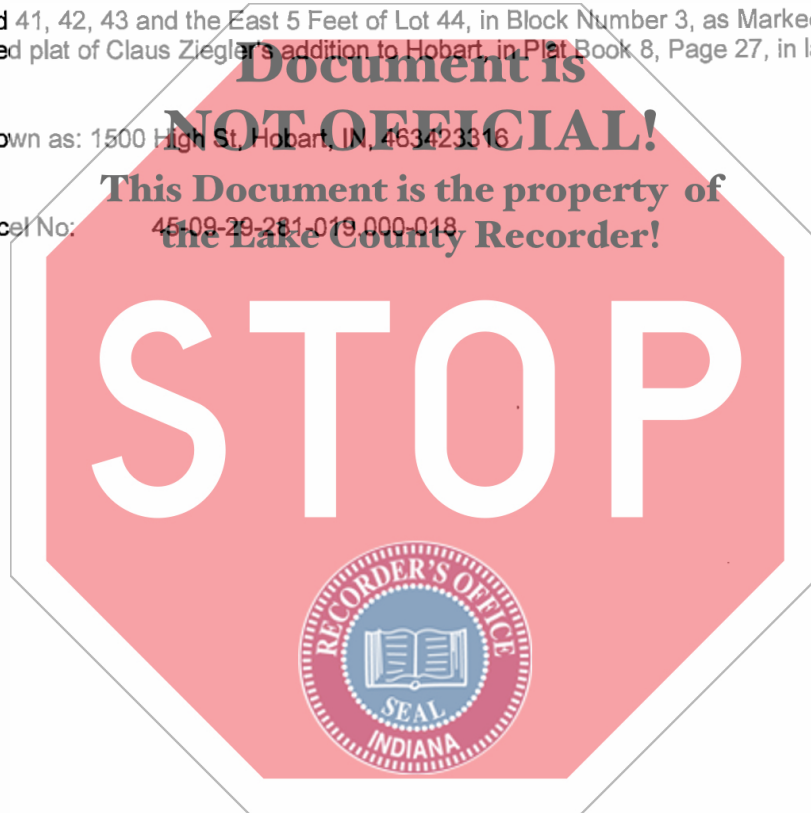 d 41, 42, 43 and the East 5 Feet of Lot 44, in Block Number 3, as Marke
ed plat of Claus Ziegler's addition to Hobart, in Plat Book 8, Page 27, in l
Document is
NOT OFFICIAL!
own as: 1500 High St, Hobart, IN, 463423316
This Document is the property of
the Lake County Recorder!
cel No: 45-09-29-281-019.000-018
STOP
RECORDER'S OFFICE
SEAL
INDIANA